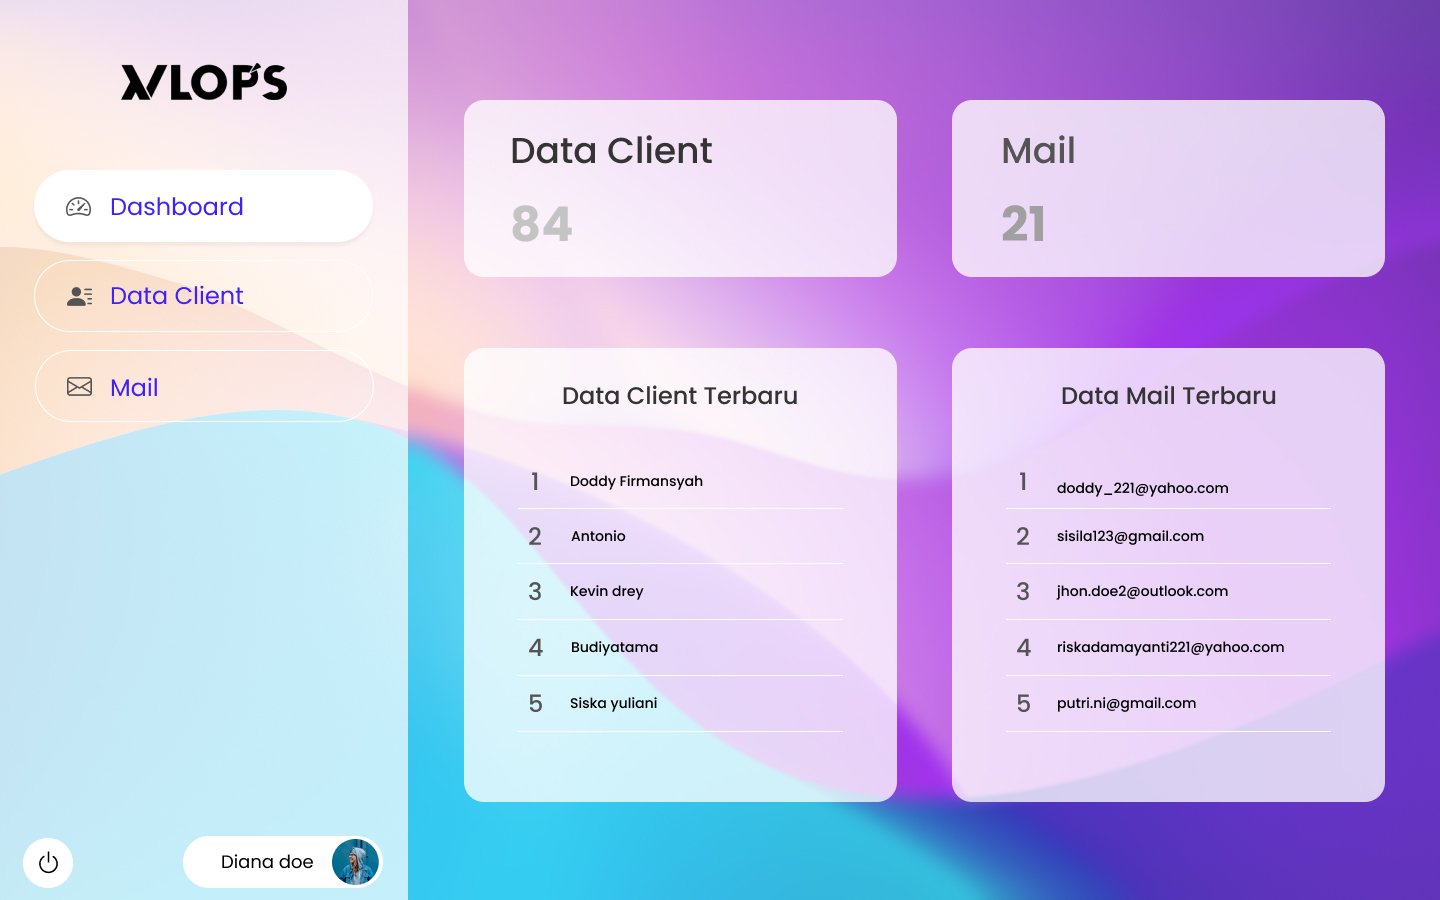 XVLOPS
Dashboard
Data Client
Mail
Diana doe
Data Client
84
Mail
21
Data Client Terbaru
1 Doddy Firmansyah
2 Antonio
3 Kevin drey
4 Budiyatama
5 Siska yuliani
Data Mail Terbaru
1 doddy_221@yahoo.com
2 sisila123@gmail.com
3 jhon.doe2@outlook.com
4 riskadamayanti221@yahoo.com
5 putri.ni@gmail.com